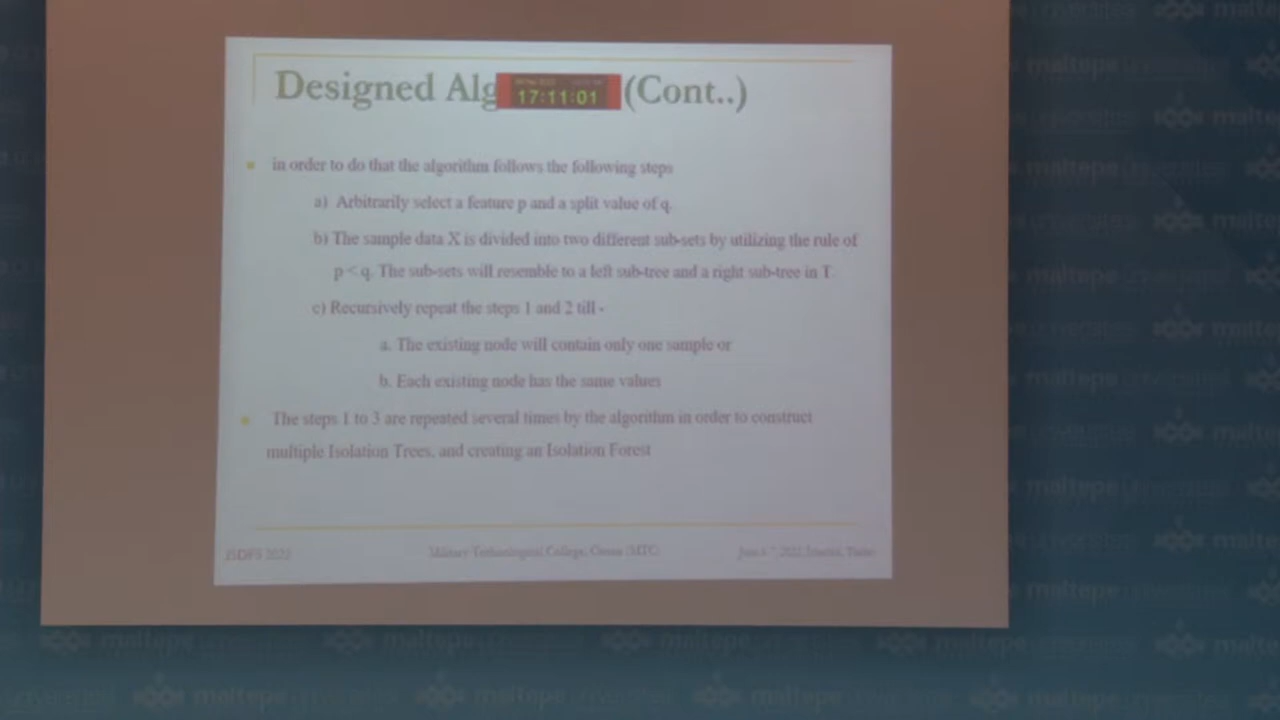 Designed Alg (Cont..)
17:11:01
in order to do that the algorithm follows the following steps
a) Arbitrarily select a feature p and a split value of q.
b) The sample data X is divided into two different sub-sets by utilizing the rule of
p < q. The sub-sets will resemble to a left sub-tree and a right sub-tree in T.
c) Recursively repeat the steps 1 and 2 till -
a. The existing node will contain only one sample or
b. Each existing node has the same values
The steps 1 to 3 are repeated several times by the algorithm in order to construct
multiple Isolation Trees, and creating an Isolation Forest
ISDFS 2022
Military Technological College, Oman (MTC)
2022, Istanbul,
maltepe üniversitesi